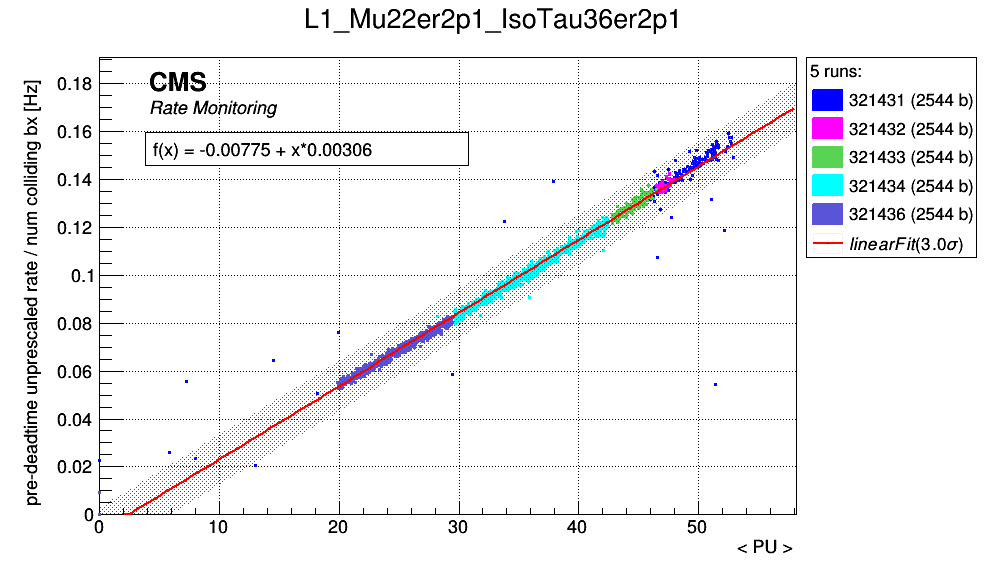 L1_Mu22er2p1_IsoTau36er2p1
pre-deadtime unprescaled rate / num colliding bx [Hz]
0.18
0.16
0.14
0.12
0.1
0.08
0.06
0.04
0.02
0
CMS
Rate Monitoring
f(x) = -0.00775 + x*0.00306
0 10 20 30 40 50
< PU >
5 runs:
321431 (2544 b)
321432 (2544 b)
321433 (2544 b)
321434 (2544 b)
321436 (2544 b)
linearFit(3.0σ)